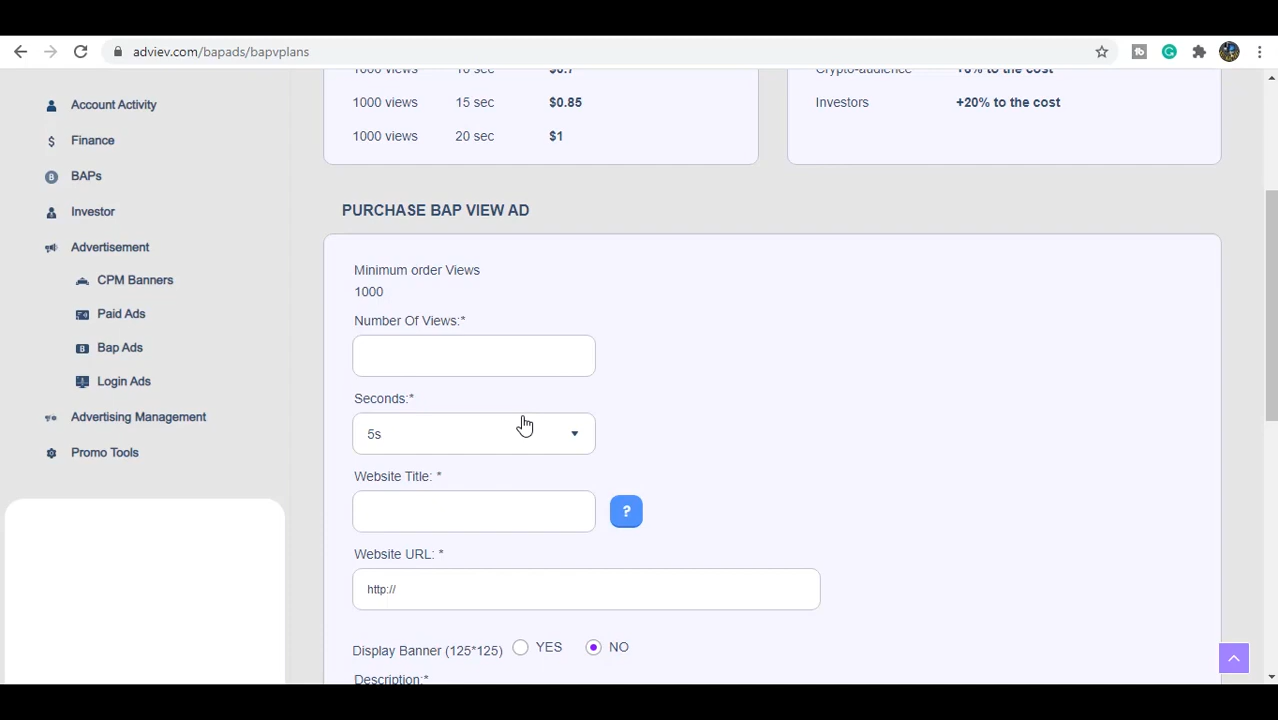 adviev.com/bapads/bapvplans
1000 views 10 sec $0.7
Crypto-audience +6% to the cost
Account Activity
1000 views 15 sec $0.85
Investors +20% to the cost
Finance
1000 views 20 sec $1
BAPs
Investor
PURCHASE BAP VIEW AD
Advertisement
Minimum order Views
CPM Banners
1000
Paid Ads
Number Of Views:*
Bap Ads
Login Ads
Seconds:*
Advertising Management
5s
Promo Tools
Website Title: *
?
Website URL: *
http://
Display Banner (125*125) YES NO
Description:*